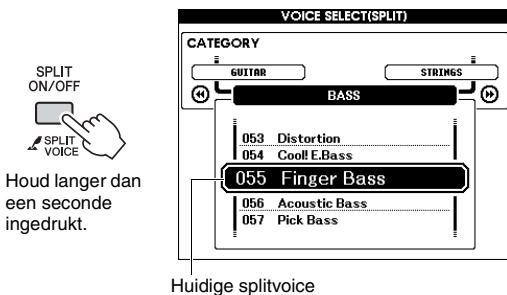 SPLIT
ON/OFF
SPLIT
VOICE
Houd langer dan
een seconde
ingedrukt.
VOICE SELECT(SPLIT)
CATEGORY
GUITAR
STRINGS
BASS
053 Distortion
054 Cool! E.Bass
055 Finger Bass
056 Acoustic Bass
057 Pick Bass
Huidige splitvoice